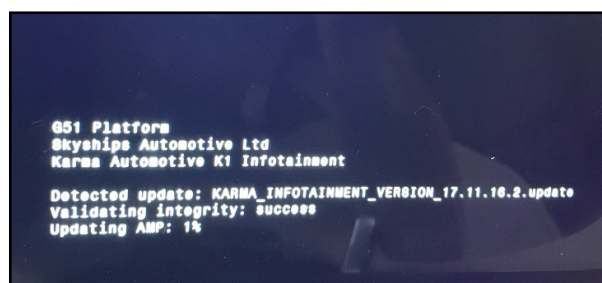 G51 Platform
Skyships Automotive Ltd
Karma Automotive K1 Infotainment
Detected update: KARMA_INFOTAINMENT_VERSION_17.11.16.2.update
Validating integrity: success
Updating AMP: 1%